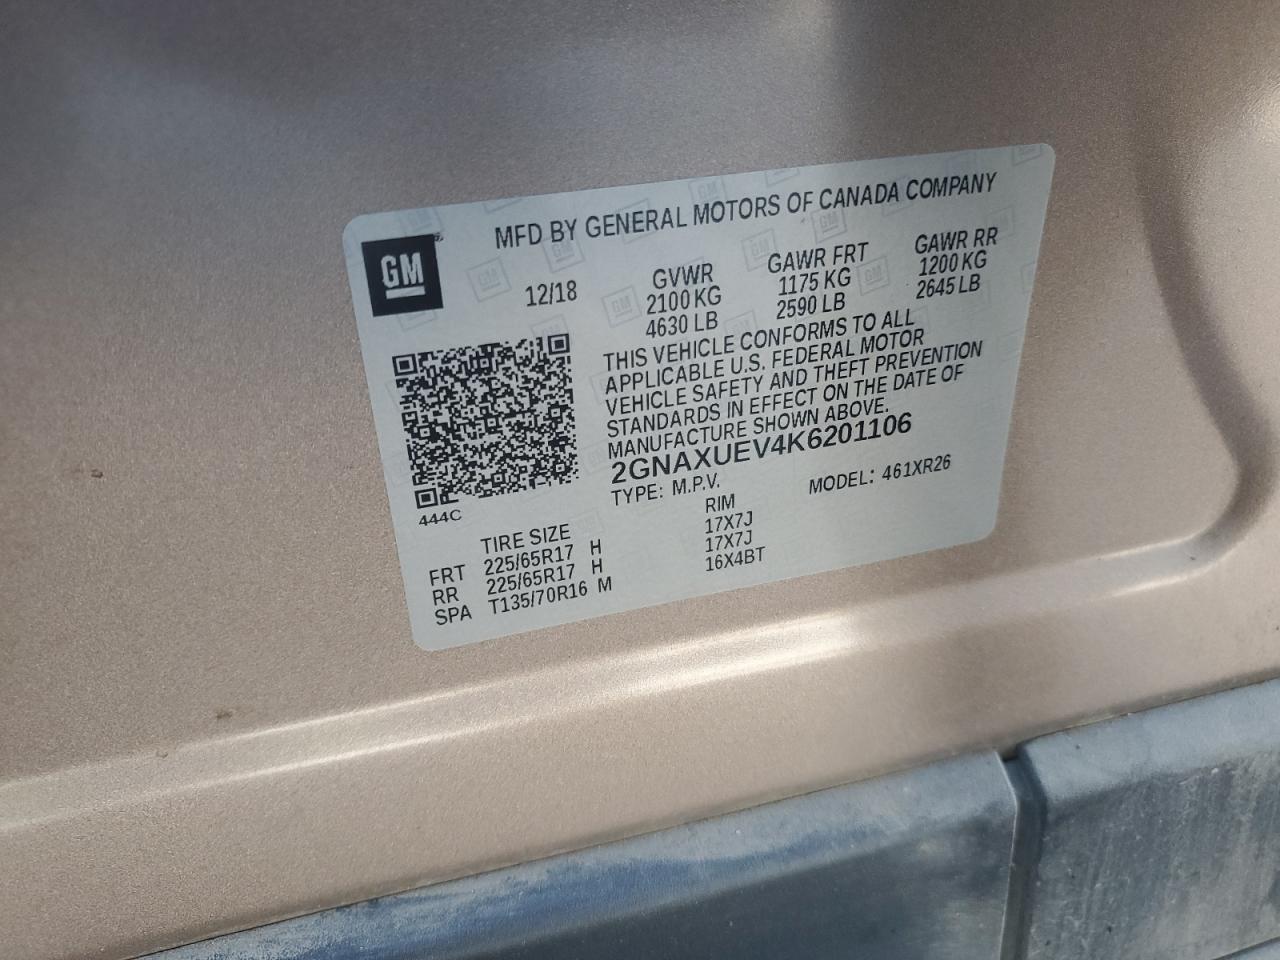 MFD BY GENERAL MOTORS OF CANADA COMPANY
GM
12/18
GVWR
2100 KG
4630 LB
GAWR FRT
1175 KG
2590 LB
GAWR RR
1200 KG
2645 LB
THIS VEHICLE CONFORMS TO ALL
APPLICABLE U.S. FEDERAL MOTOR
VEHICLE SAFETY AND THEFT PREVENTION
STANDARDS IN EFFECT ON THE DATE OF
MANUFACTURE SHOWN ABOVE.
2GNAXUEV4K6201106
TYPE: M.P.V. MODEL: 461XR26
444C
TIRE SIZE RIM
FRT 225/65R17 H 17X7J
RR 225/65R17 H 17X7J
SPA T135/70R16 M 16X4BT